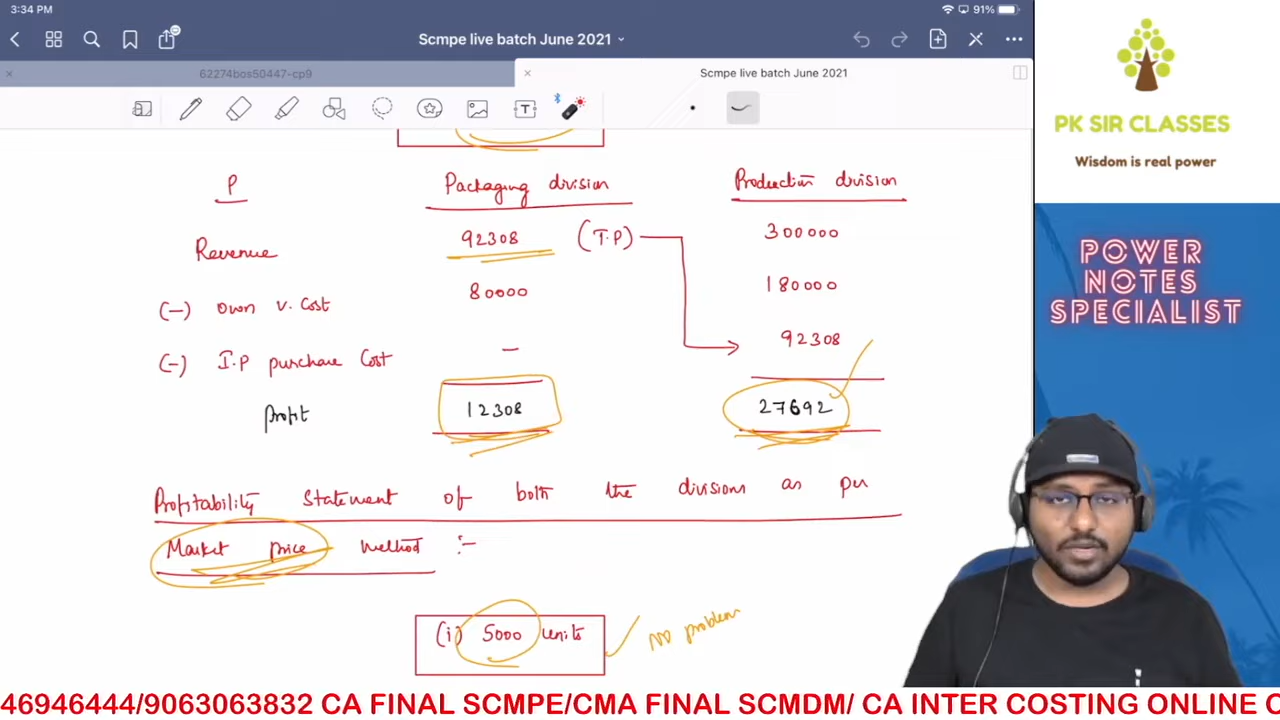 3:34 PM
91%
Scmpe live batch June 2021
62274bos50447-cp9
Scmpe live batch June 2021
PK SIR CLASSES
Wisdom is real power
POWER
NOTES
SPECIALIST
P Packaging division Production division
Revenue 92308 (T.P) 300000
(-) own v. Cost 80000 180000
(-) I.P purchase Cost - 92308
Profit 12308 27692
Profitability Statement of both the divisions as per
Market price method :-
(i) 5000 units no problem
46946444/9063063832 CA FINAL SCMPE/CMA FINAL SCMDM/ CA INTER COSTING ONLINE C